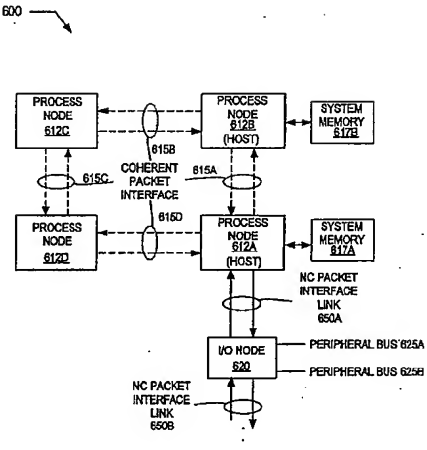 600
PROCESS
NODE
612C
PROCESS
NODE
612B
(HOST)
SYSTEM
MEMORY
617B
615B
COHERENT
PACKET
INTERFACE
615A
615C
615D
PROCESS
NODE
612D
PROCESS
NODE
612A
(HOST)
SYSTEM
MEMORY
617A
NC PACKET
INTERFACE
LINK
650A
I/O NODE
620
PERIPHERAL BUS 625A
PERIPHERAL BUS 625B
NC PACKET
INTERFACE
LINK
650B